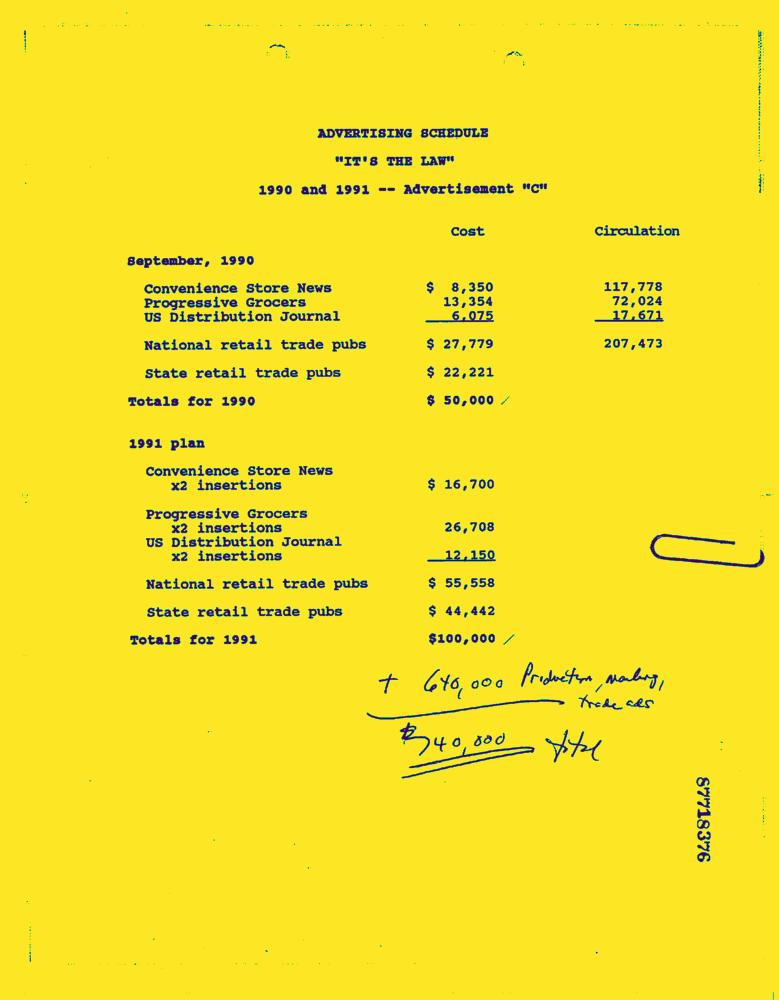 ADVERTISING SCHEDULE
"IT'S THE LAW"
1990 and 1991 -- Advertisement "C"
Cost Circulation
September, 1990
Convenience Store News $ 8,350 117,778
Progressive Grocers 13,354 72,024
US Distribution Journal 6,075 17,671
National retail trade pubs $ 27,779 207,473
State retail trade pubs $ 22,221
Totals for 1990 $ 50,000 /
1991 plan
Convenience Store News
x2 insertions $ 16,700
Progressive Grocers
x2 insertions 26,708
US Distribution Journal
x2 insertions 12,150
National retail trade pubs $ 55,558
State retail trade pubs $ 44,442
Totals for 1991 $100,000 /
+ 640,000 Production, mailing,
trade ads
$740,000 total
87718376